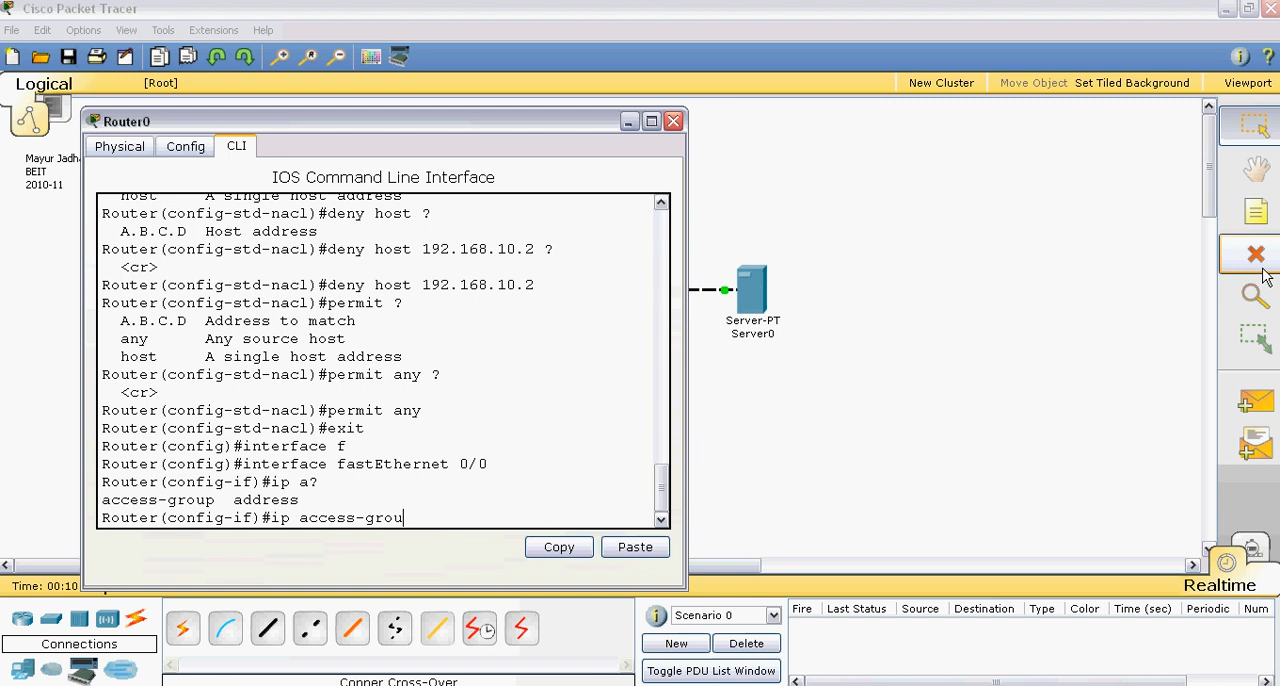 Cisco Packet Tracer
File Edit Options View Tools Extensions Help
Logical [Root] New Cluster Move Object Set Tiled Background Viewport
Mayur Jadh
BEIT
2010-11
Router0
Physical Config CLI
IOS Command Line Interface
host A single host address
Router(config-std-nacl)#deny host ?
A.B.C.D Host address
Router(config-std-nacl)#deny host 192.168.10.2 ?
<cr>
Router(config-std-nacl)#deny host 192.168.10.2
Router(config-std-nacl)#permit ?
A.B.C.D Address to match
any Any source host
host A single host address
Router(config-std-nacl)#permit any ?
<cr>
Router(config-std-nacl)#permit any
Router(config-std-nacl)#exit
Router(config)#interface f
Router(config)#interface fastEthernet 0/0
Router(config-if)#ip a?
access-group address
Router(config-if)#ip access-grou
Copy Paste
Server-PT
Server0
Time: 00:10
Realtime
Connections
Copper Cross-Over
Scenario 0
New Delete
Toggle PDU List Window
Fire Last Status Source Destination Type Color Time (sec) Periodic Num